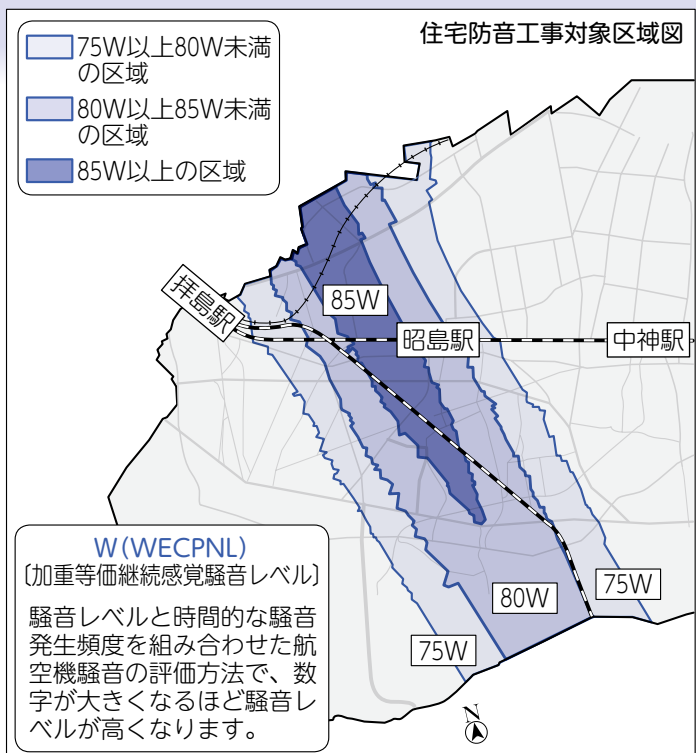 住宅防音工事対象区域図
75W以上80W未満
の区域
80W以上85W未満
の区域
85W以上の区域
拝島駅
85W
昭島駅
中神駅
W(WECPNL)
〔加重等価継続感覚騒音レベル〕
騒音レベルと時間的な騒音
発生頻度を組み合わせた航
空機騒音の評価方法で、数
字が大きくなるほど騒音レ
ベルが高くなります。
75W
80W
75W
N